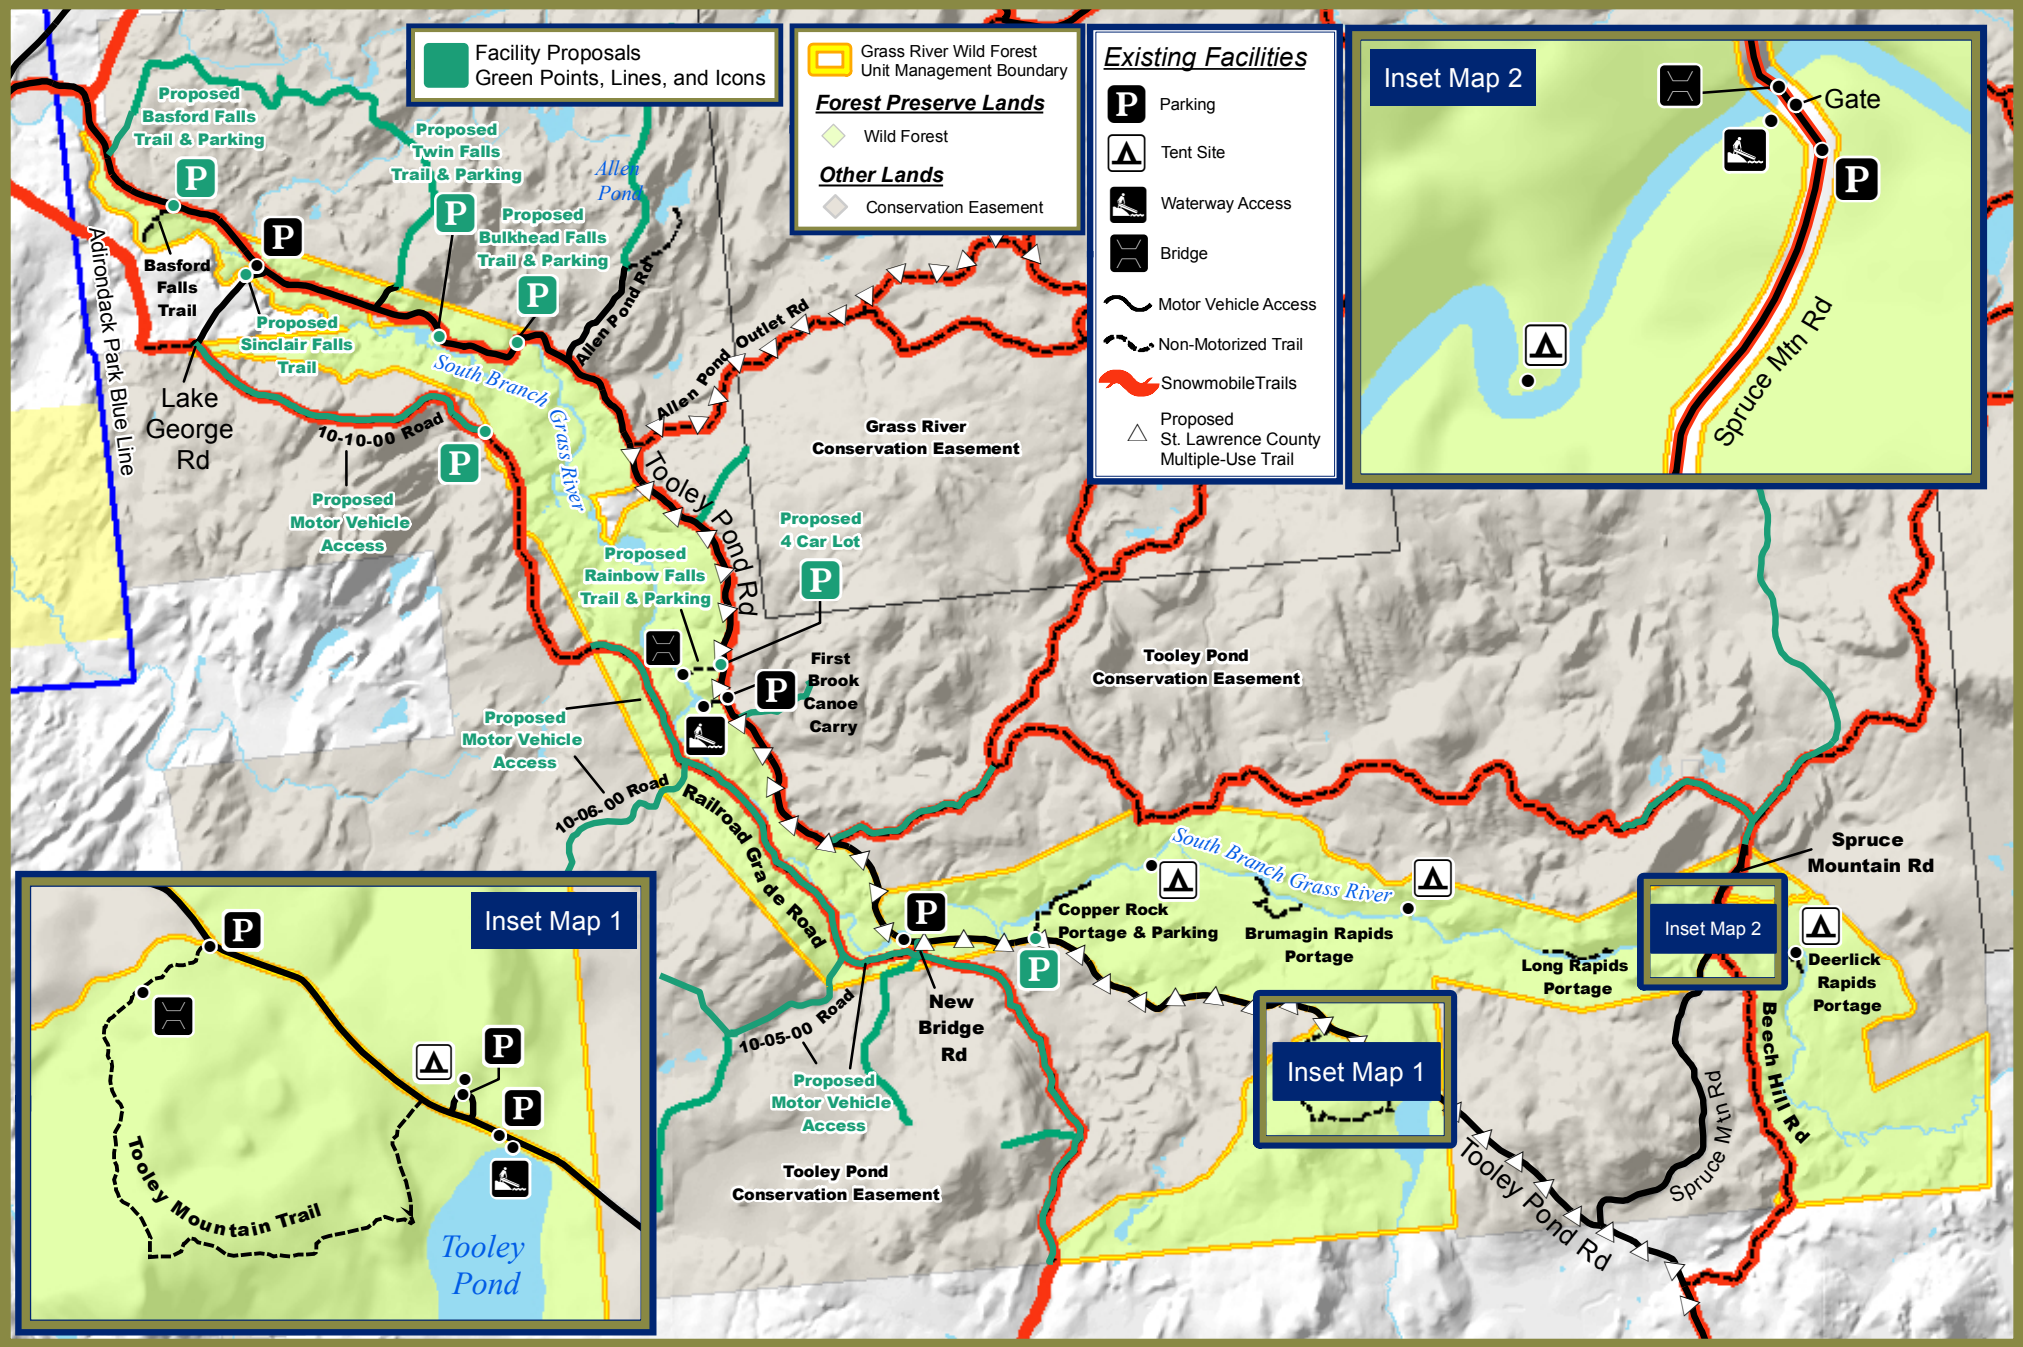 Facility Proposals
Green Points, Lines, and Icons
Grass River Wild Forest
Unit Management Boundary
Forest Preserve Lands
Wild Forest
Other Lands
Conservation Easement
Existing Facilities
P
Parking
Tent Site
Waterway Access
Bridge
Motor Vehicle Access
Non-Motorized Trail
SnowmobileTrails
Proposed
St. Lawrence County
Multiple-Use Trail
Inset Map 2
Gate
P
Spruce Mtn Rd
Proposed
Basford Falls
Trail & Parking
P
Proposed
Twin Falls
Trail & Parking
P
Allen
Pond
Proposed
Bulkhead Falls
Trail & Parking
P
P
Adirondack Park Blue Line
Basford
Falls
Trail
Proposed
Sinclair Falls
Trail
Allen Pond Rd
Allen Pond Outlet Rd
South Branch Grass River
Lake
George
Rd
10-10-00 Road
P
Proposed
Motor Vehicle
Access
Grass River
Conservation Easement
Tooley Pond Rd
Proposed
4 Car Lot
P
Proposed
Rainbow Falls
Trail & Parking
P
First
Brook
Canoe
Carry
Tooley Pond
Conservation Easement
Proposed
Motor Vehicle
Access
10-06-00 Road
Railroad Grade Road
South Branch Grass River
Spruce
Mountain Rd
P
Copper Rock
Portage & Parking
P
Brumagin Rapids
Portage
Long Rapids
Portage
Inset Map 2
Deerlick
Rapids
Portage
New
Bridge
Rd
10-05-00 Road
Proposed
Motor Vehicle
Access
Tooley Pond
Conservation Easement
Inset Map 1
Beech Hill Rd
Spruce Mtn Rd
Tooley Pond Rd
Inset Map 1
P
P
P
Tooley Mountain Trail
Tooley
Pond